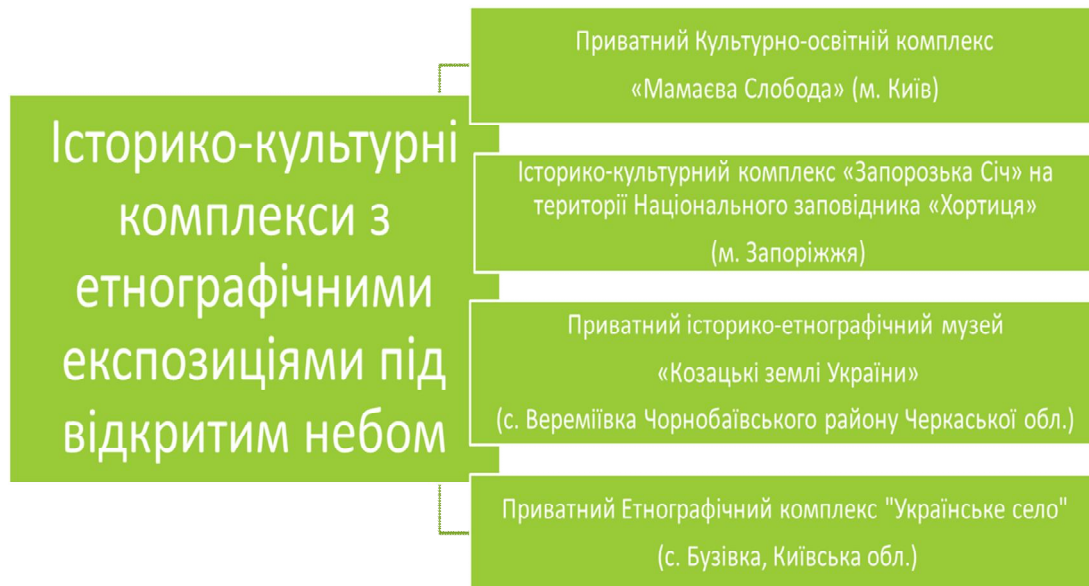 Історико-культурні
комплекси з
етнографічними
експозиціями під
відкритим небом
Приватний Культурно-освітній комплекс
«Мамаєва Слобода» (м. Київ)
Історико-культурний комплекс «Запорозька Січ» на
території Національного заповідника «Хортиця»
(м. Запоріжжя)
Приватний історико-етнографічний музей
«Козацькі землі України»
(с. Вереміївка Чорнобаївського району Черкаської обл.)
Приватний Етнографічний комплекс "Українське село"
(с. Бузівка, Київська обл.)